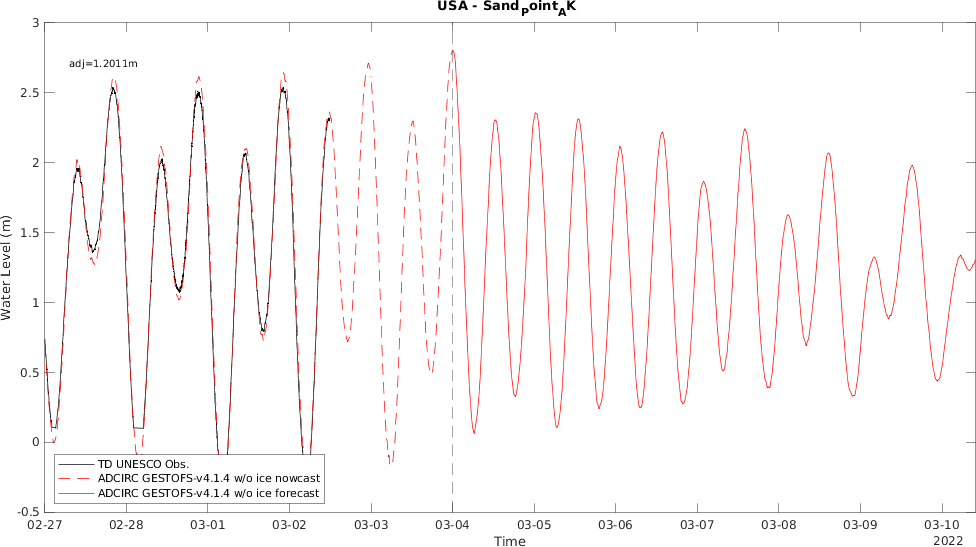 USA - Sand_Point_AK
adj=1.2011m
Water Level (m)
3
2.5
2
1.5
1
0.5
0
-0.5
TD UNESCO Obs.
ADCIRC GESTOFS-v4.1.4 w/o ice nowcast
ADCIRC GESTOFS-v4.1.4 w/o ice forecast
02-27 02-28 03-01 03-02 03-03 03-04 03-05 03-06 03-07 03-08 03-09 03-10
Time
2022